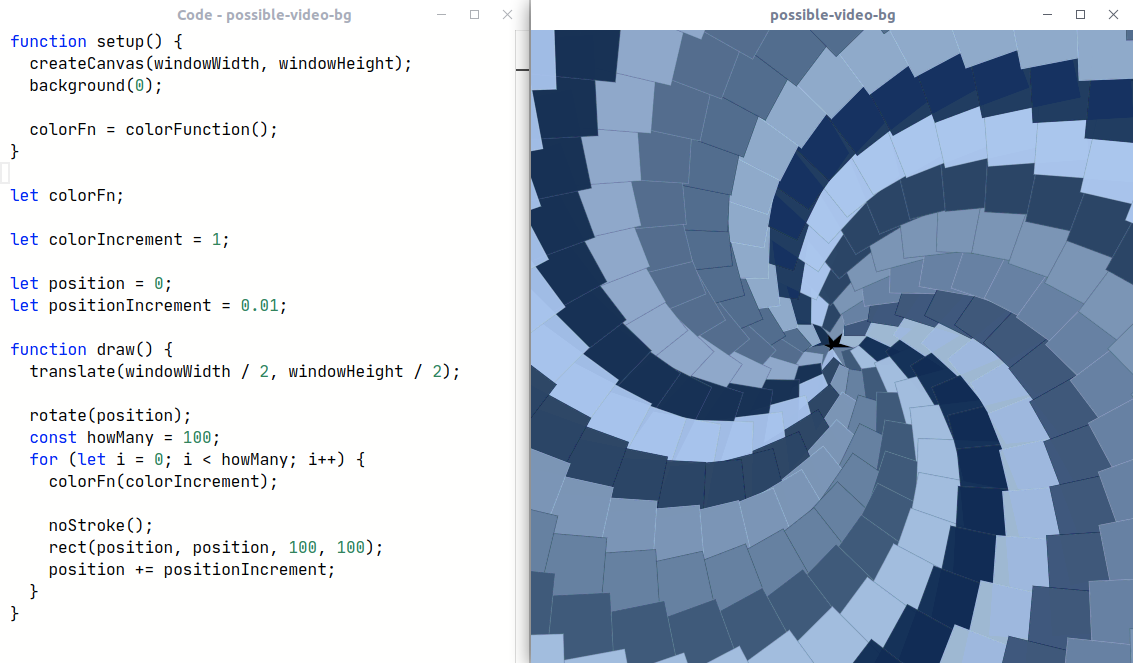 Code - possible-video-bg
function setup() {
  createCanvas(windowWidth, windowHeight);
  background(0);
  colorFn = colorFunction();
}
let colorFn;
let colorIncrement = 1;
let position = 0;
let positionIncrement = 0.01;
function draw() {
  translate(windowWidth / 2, windowHeight / 2);
  rotate(position);
  const howMany = 100;
  for (let i = 0; i < howMany; i++) {
    colorFn(colorIncrement);
    noStroke();
    rect(position, position, 100, 100);
    position += positionIncrement;
  }
}
possible-video-bg